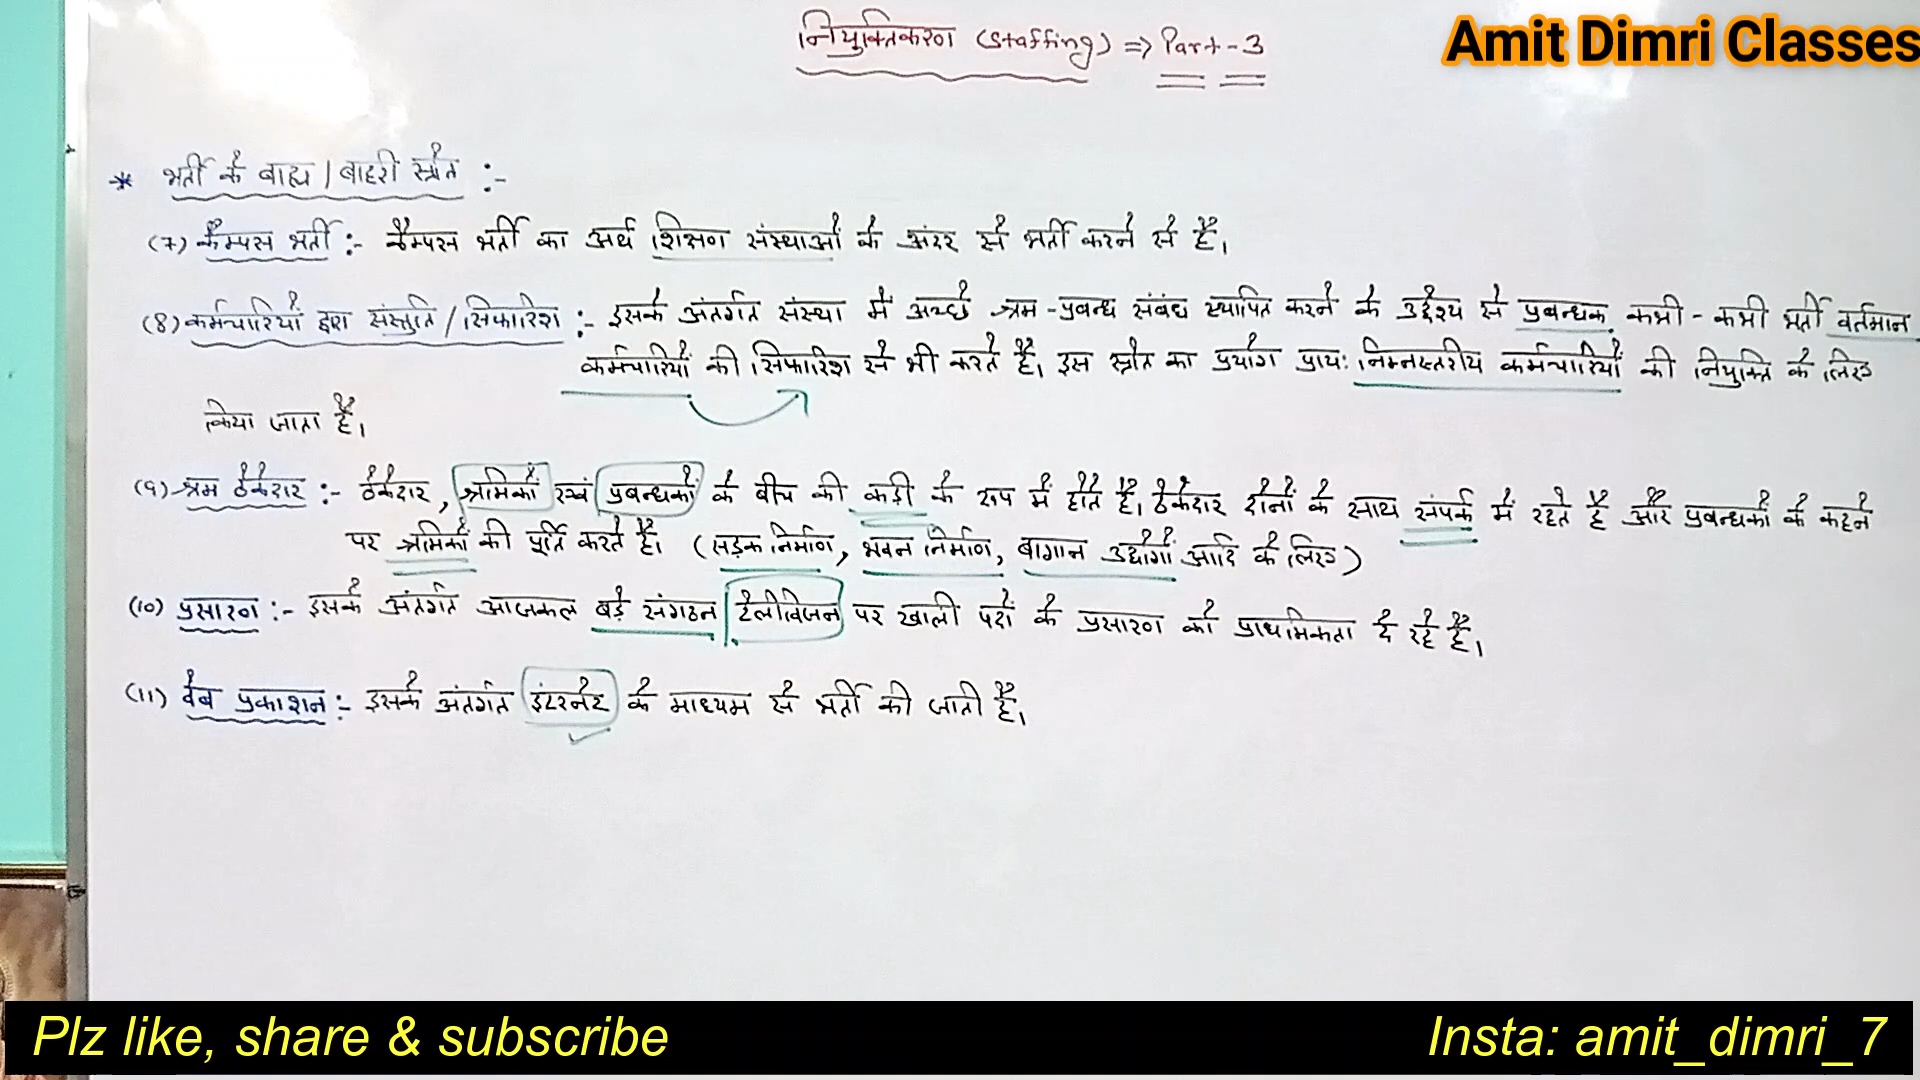 नियुक्तिकरण (Staffing) => Part - 3
Amit Dimri Classes
* भर्ती के बाह्य / बाहरी स्त्रोत :-
(7) कैम्पस भर्ती :- कैम्पस भर्ती का अर्थ शिक्षण संस्थाओं के अंदर से भर्ती करने से है।
(8) कर्मचारियों द्वारा संस्तुति / सिफारिश :- इसके अंतर्गत संस्था में अच्छे श्रम - प्रबन्ध संबंध स्थापित करने के उद्देश्य से प्रबन्धक कभी - कभी भर्ती वर्तमान
कर्मचारियों की सिफारिश से भी करते है। इस स्त्रोत का प्रयोग प्रायः निम्नस्तरीय कर्मचारियों की नियुक्ति के लिए
किया जाता है।
(9) श्रम ठेकेदार :- ठेकेदार, श्रमिकों एवं प्रबन्धकों के बीच की कड़ी के रूप में होते है। ठेकेदार दोनों के साथ संपर्क में रहते है और प्रबन्धकों के कहने
पर श्रमिकों की पूर्ति करते है। (सड़क निर्माण, भवन निर्माण, बागान उद्योगों आदि के लिए)
(10) प्रसारण :- इसके अंतर्गत आजकल बड़े संगठन टेलीविजन पर खाली पदों के प्रसारण को प्राथमिकता दे रहे है।
(11) वेब प्रकाशन :- इसके अंतर्गत इंटरनेट के माध्यम से भर्ती की जाती है।
Plz like, share & subscribe
Insta: amit_dimri_7